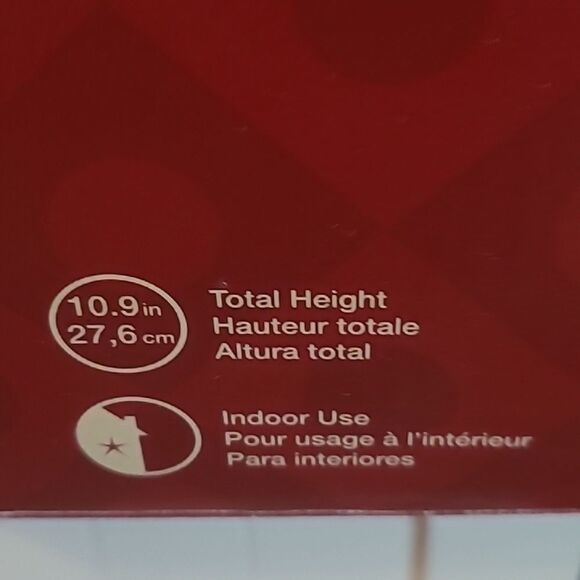 10.9in
27,6cm
Total Height
Hauteur totale
Altura total
Indoor Use
Pour usage à l'intérieur
Para interiores